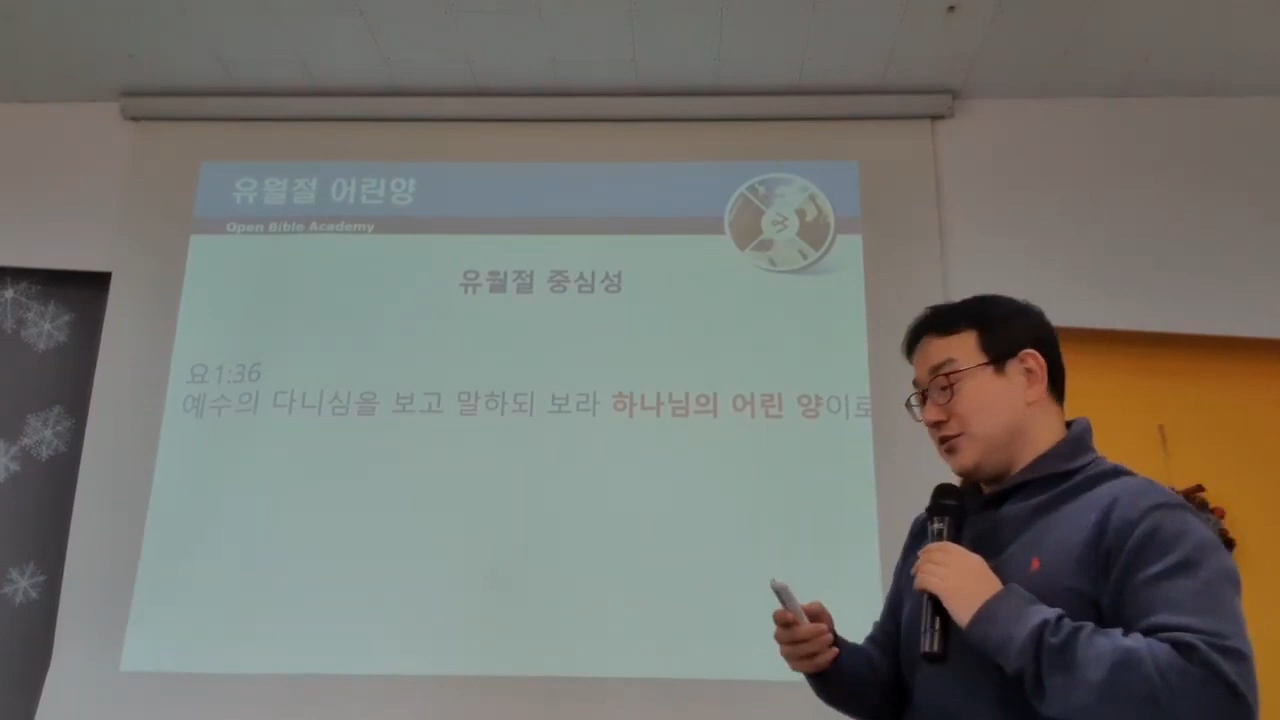 유월절 어린양
Open Bible Academy
유월절 중심성
요1:36
예수의 다니심을 보고 말하되 보라 하나님의 어린 양이로